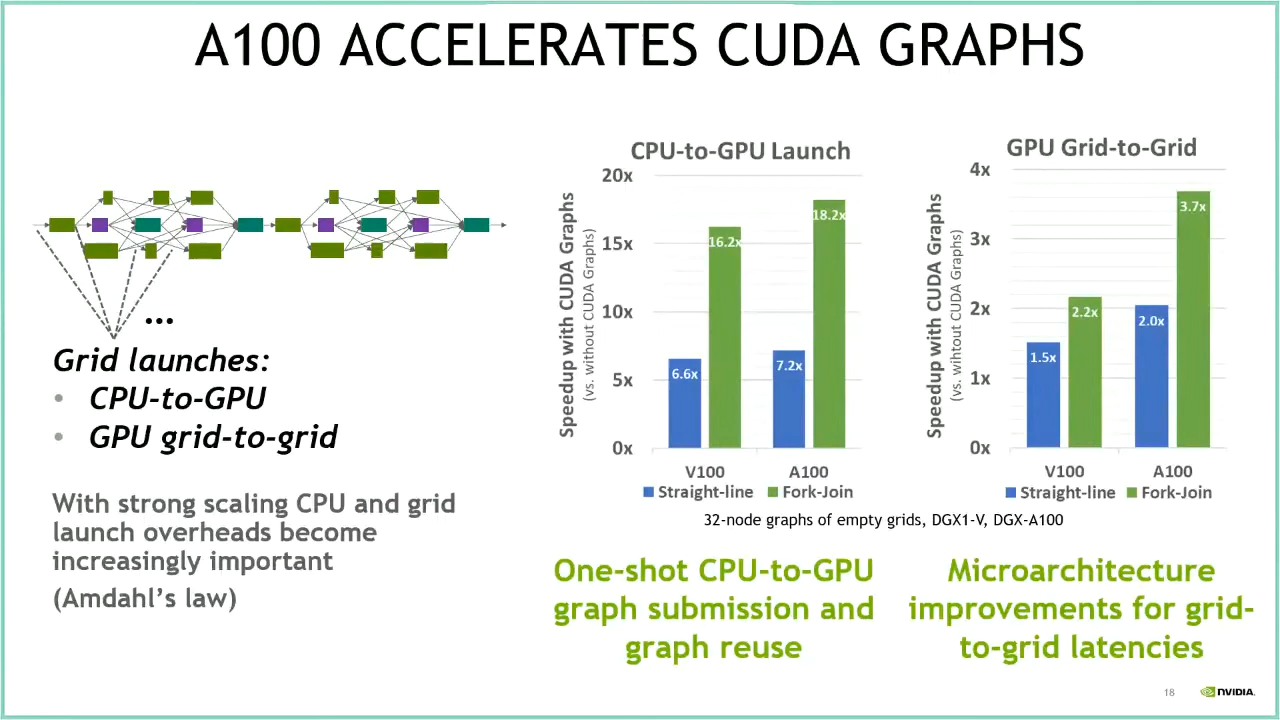 A100 ACCELERATES CUDA GRAPHS
...
Grid launches:
• CPU-to-GPU
• GPU grid-to-grid
With strong scaling CPU and grid
launch overheads become
increasingly important
(Amdahl's law)
CPU-to-GPU Launch
Speedup with CUDA Graphs
(vs. without CUDA Graphs)
20x
15x
10x
5x
0x
6.6x
16.2x
7.2x
18.2x
V100
A100
Straight-line
Fork-Join
GPU Grid-to-Grid
Speedup with CUDA Graphs
(vs. wihtout CUDA Graphs)
4x
3x
2x
1x
0x
1.5x
2.2x
2.0x
3.7x
V100
A100
Straight-line
Fork-Join
32-node graphs of empty grids, DGX1-V, DGX-A100
One-shot CPU-to-GPU
graph submission and
graph reuse
Microarchitecture
improvements for grid-
to-grid latencies
18
NVIDIA.